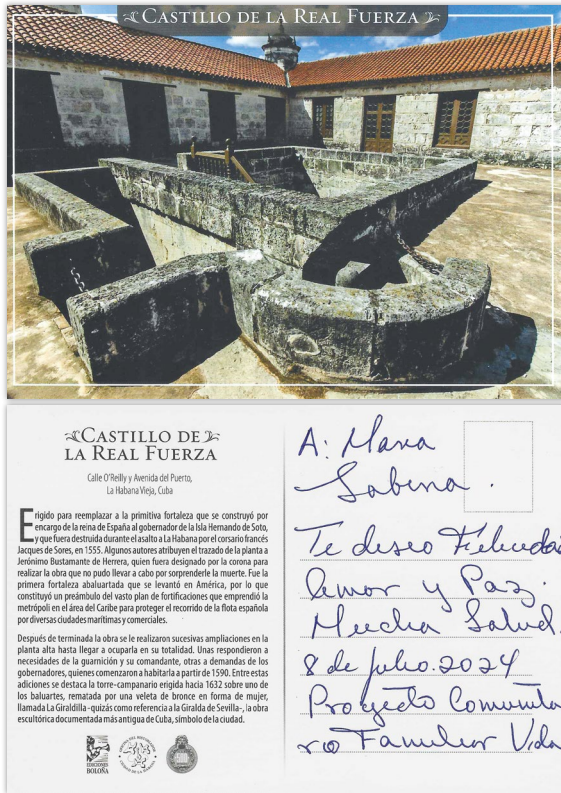 CASTILLO DE LA REAL FUERZA
CASTILLO DE
LA REAL FUERZA
Calle O'Reilly y Avenida del Puerto,
La Habana Vieja, Cuba
Erigido para reemplazar a la primitiva fortaleza que se construyó por
encargo de la reina de España al gobernador de la Isla Hernando de Soto,
y que fuera destruida durante el asalto a La Habana por el corsario francés
Jacques de Sores, en 1555. Algunos autores atribuyen el trazado de la planta a
Jerónimo Bustamante de Herrera, quien fuera designado por la corona para
realizar la obra que no pudo llevar a cabo por sorprenderle la muerte. Fue la
primera fortaleza abaluartada que se levantó en América, por lo que
constituyó un preámbulo del vasto plan de fortificaciones que emprendió la
metrópoli en el área del Caribe para proteger el recorrido de la flota española
por diversas ciudades marítimas y comerciales.
Después de terminada la obra se le realizaron sucesivas ampliaciones en la
planta alta hasta llegar a ocuparla en su totalidad. Unas respondieron a
necesidades de la guarnición y su comandante, otras a demandas de los
gobernadores, quienes comenzaron a habitarla a partir de 1590. Entre estas
adiciones se destaca la torre-campanario erigida hacia 1632 sobre uno de
los baluartes, rematada por una veleta de bronce en forma de mujer,
llamada La Giraldilla -quizás como referencia a la Giralda de Sevilla-, la obra
escultórica documentada más antigua de Cuba, símbolo de la ciudad.
EDICIONES
BOLOÑA
A: Maria
Sabina.
Te deseo Felicidad
Amor y Paz.
Mucha Salud.
8 de julio. 2024
Proyecto Comunita
rio Familiar Vida